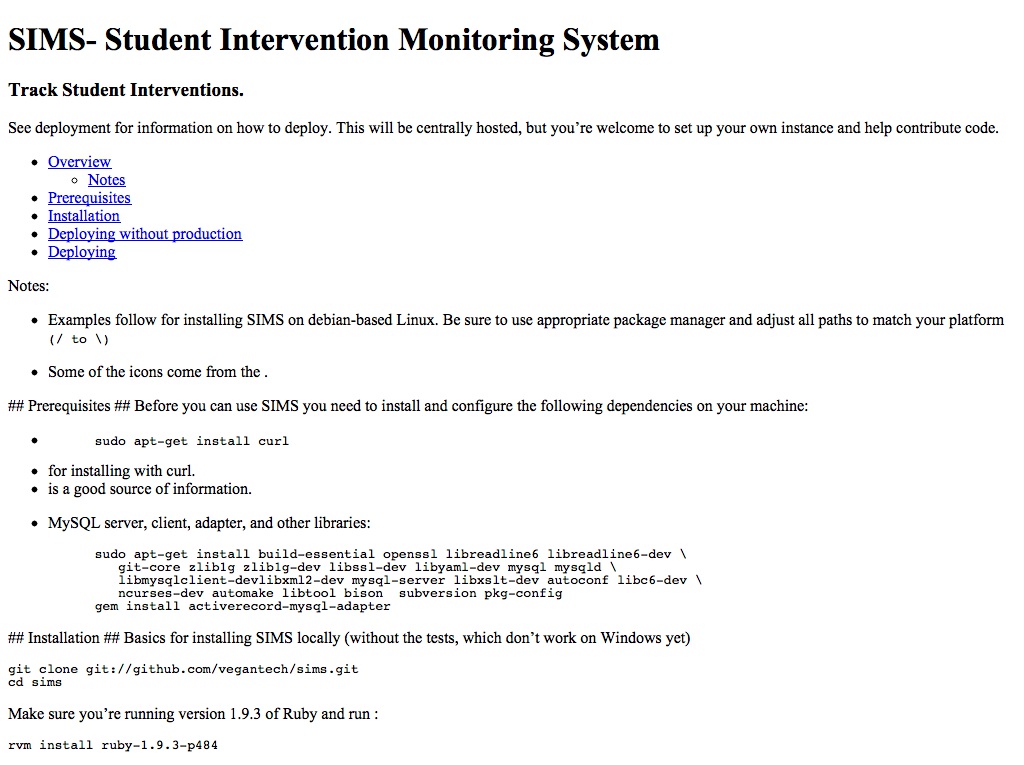 SIMS- Student Intervention Monitoring System
Track Student Interventions.
See deployment for information on how to deploy. This will be centrally hosted, but you’re welcome to set up your own instance and help contribute code.
• Overview
◦ Notes
• Prerequisites
• Installation
• Deploying without production
• Deploying
Notes:
• Examples follow for installing SIMS on debian-based Linux. Be sure to use appropriate package manager and adjust all paths to match your platform
(/ to \)
• Some of the icons come from the .
## Prerequisites ## Before you can use SIMS you need to install and configure the following dependencies on your machine:
• sudo apt-get install curl
• for installing with curl.
• is a good source of information.
• MySQL server, client, adapter, and other libraries:
sudo apt-get install build-essential openssl libreadline6 libreadline6-dev \
git-core zlib1g zlib1g-dev libssl-dev libyaml-dev mysql mysqld \
libmysqlclient-devlibxml2-dev mysql-server libxslt-dev autoconf libc6-dev \
ncurses-dev automake libtool bison  subversion pkg-config
gem install activerecord-mysql-adapter
## Installation ## Basics for installing SIMS locally (without the tests, which don’t work on Windows yet)
git clone git://github.com/vegantech/sims.git
cd sims
Make sure you’re running version 1.9.3 of Ruby and run :
rvm install ruby-1.9.3-p484